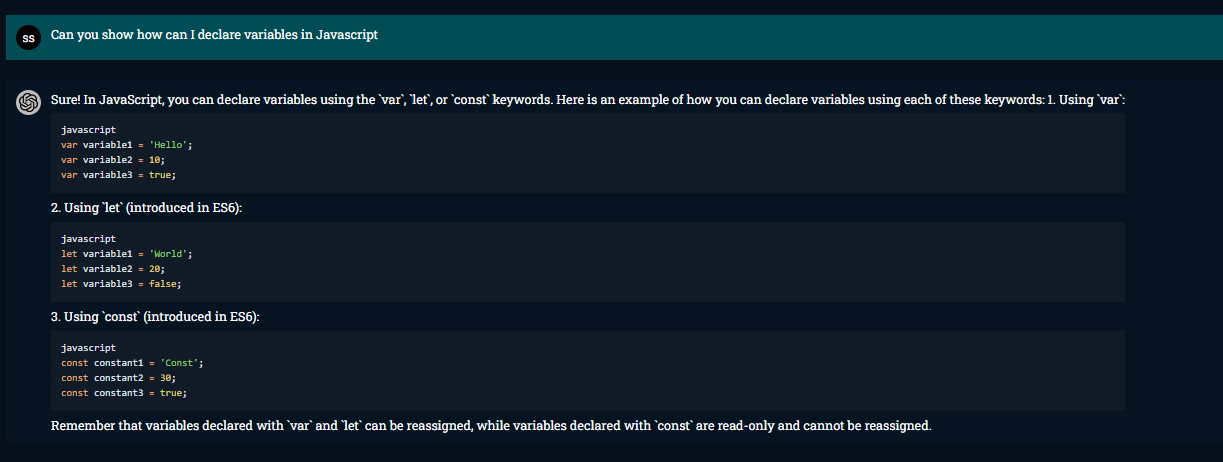 SS
Can you show how can I declare variables in Javascript
Sure! In JavaScript, you can declare variables using the `var`, `let`, or `const` keywords. Here is an example of how you can declare variables using each of these keywords: 1. Using `var`:
javascript
var variable1 = 'Hello';
var variable2 = 10;
var variable3 = true;
2. Using `let` (introduced in ES6):
javascript
let variable1 = 'World';
let variable2 = 20;
let variable3 = false;
3. Using `const` (introduced in ES6):
javascript
const constant1 = 'Const';
const constant2 = 30;
const constant3 = true;
Remember that variables declared with `var` and `let` can be reassigned, while variables declared with `const` are read-only and cannot be reassigned.